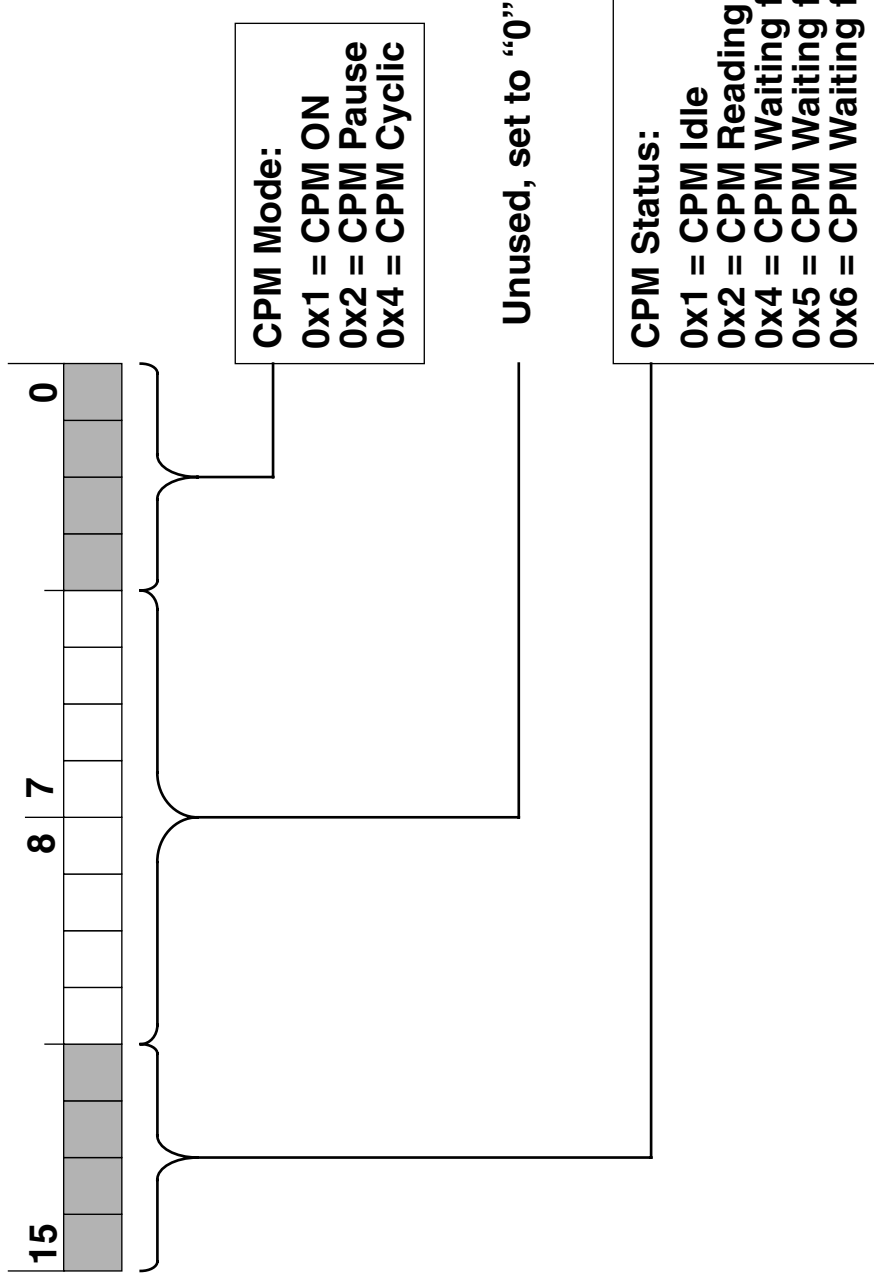 15
8
7
0
CPM Mode:
0x1 = CPM ON
0x2 = CPM Pause
0x4 = CPM Cyclic
Unused, set to “0”
CPM Status:
0x1 = CPM Idle
0x2 = CPM Reading
0x4 = CPM Waiting
0x5 = CPM Waiting
0x6 = CPM Waiting